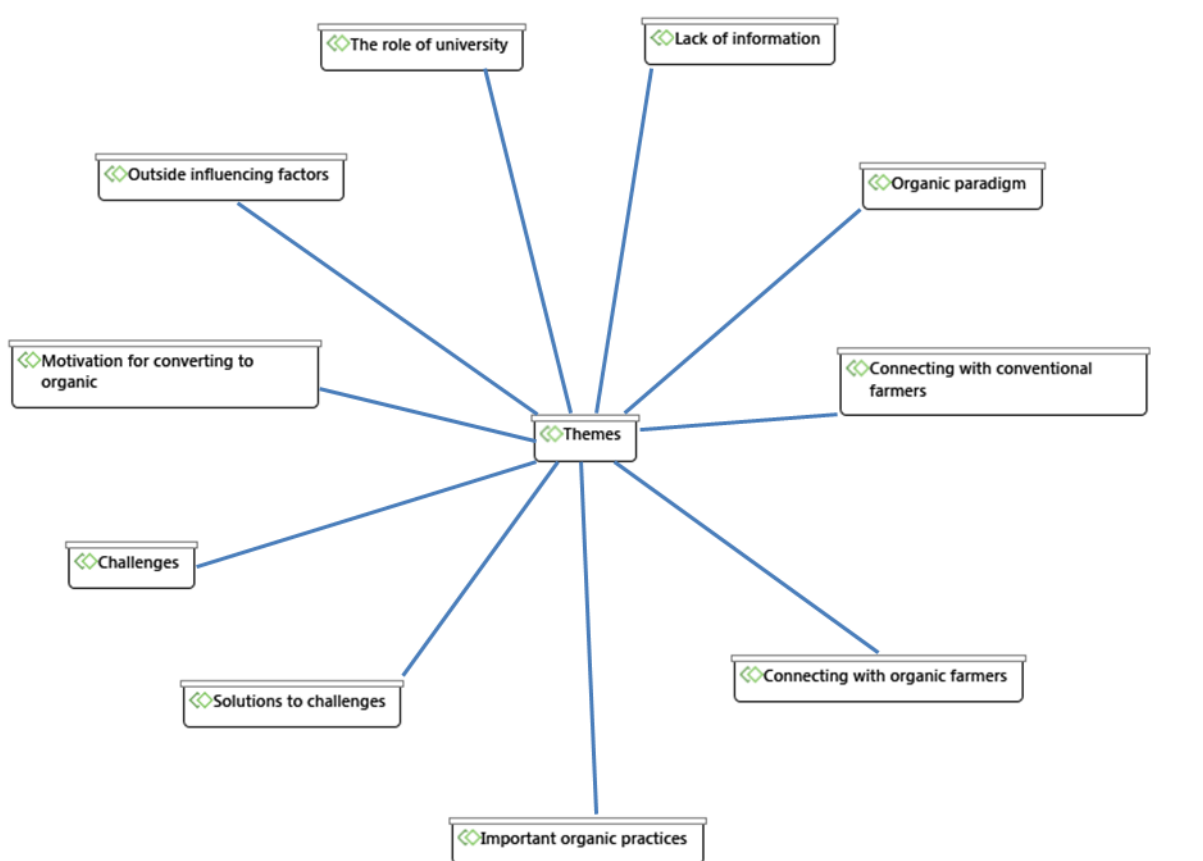 Lack of information
The role of university
Outside influencing factors
Organic paradigm
Motivation for converting to
organic
Connecting with conventional
farmers
Themes
Challenges
Connecting with organic farmers
Solutions to challenges
Important organic practices